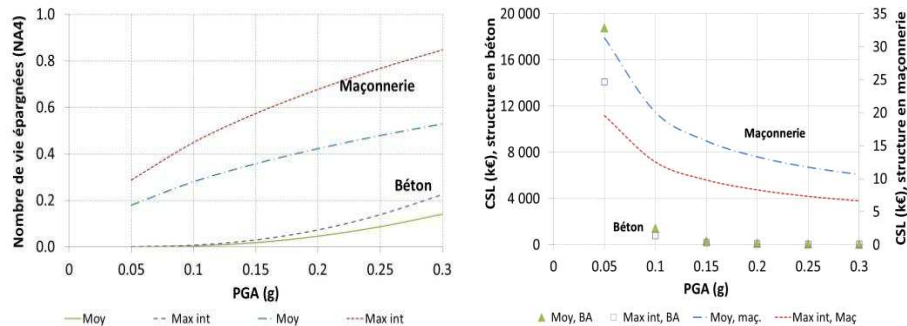 Nombre de vie épargnées (NA4)
1.0
0.8
0.6
0.4
0.2
0.0
Maçonnerie
Béton
0
0.05
0.1
0.15
0.2
0.25
0.3
PGA (g)
Moy
Max int
Moy
Max int
CSL (k€), structure en béton
20 000
16 000
12 000
8 000
4 000
0
Maçonnerie
Béton
35
30
25
20
15
10
5
0
CSL (k€), structure en maçonnerie
0
0.05
0.1
0.15
0.2
0.25
0.3
PGA (g)
Moy, BA
Max int, BA
Moy, maç.
Max int, Maç